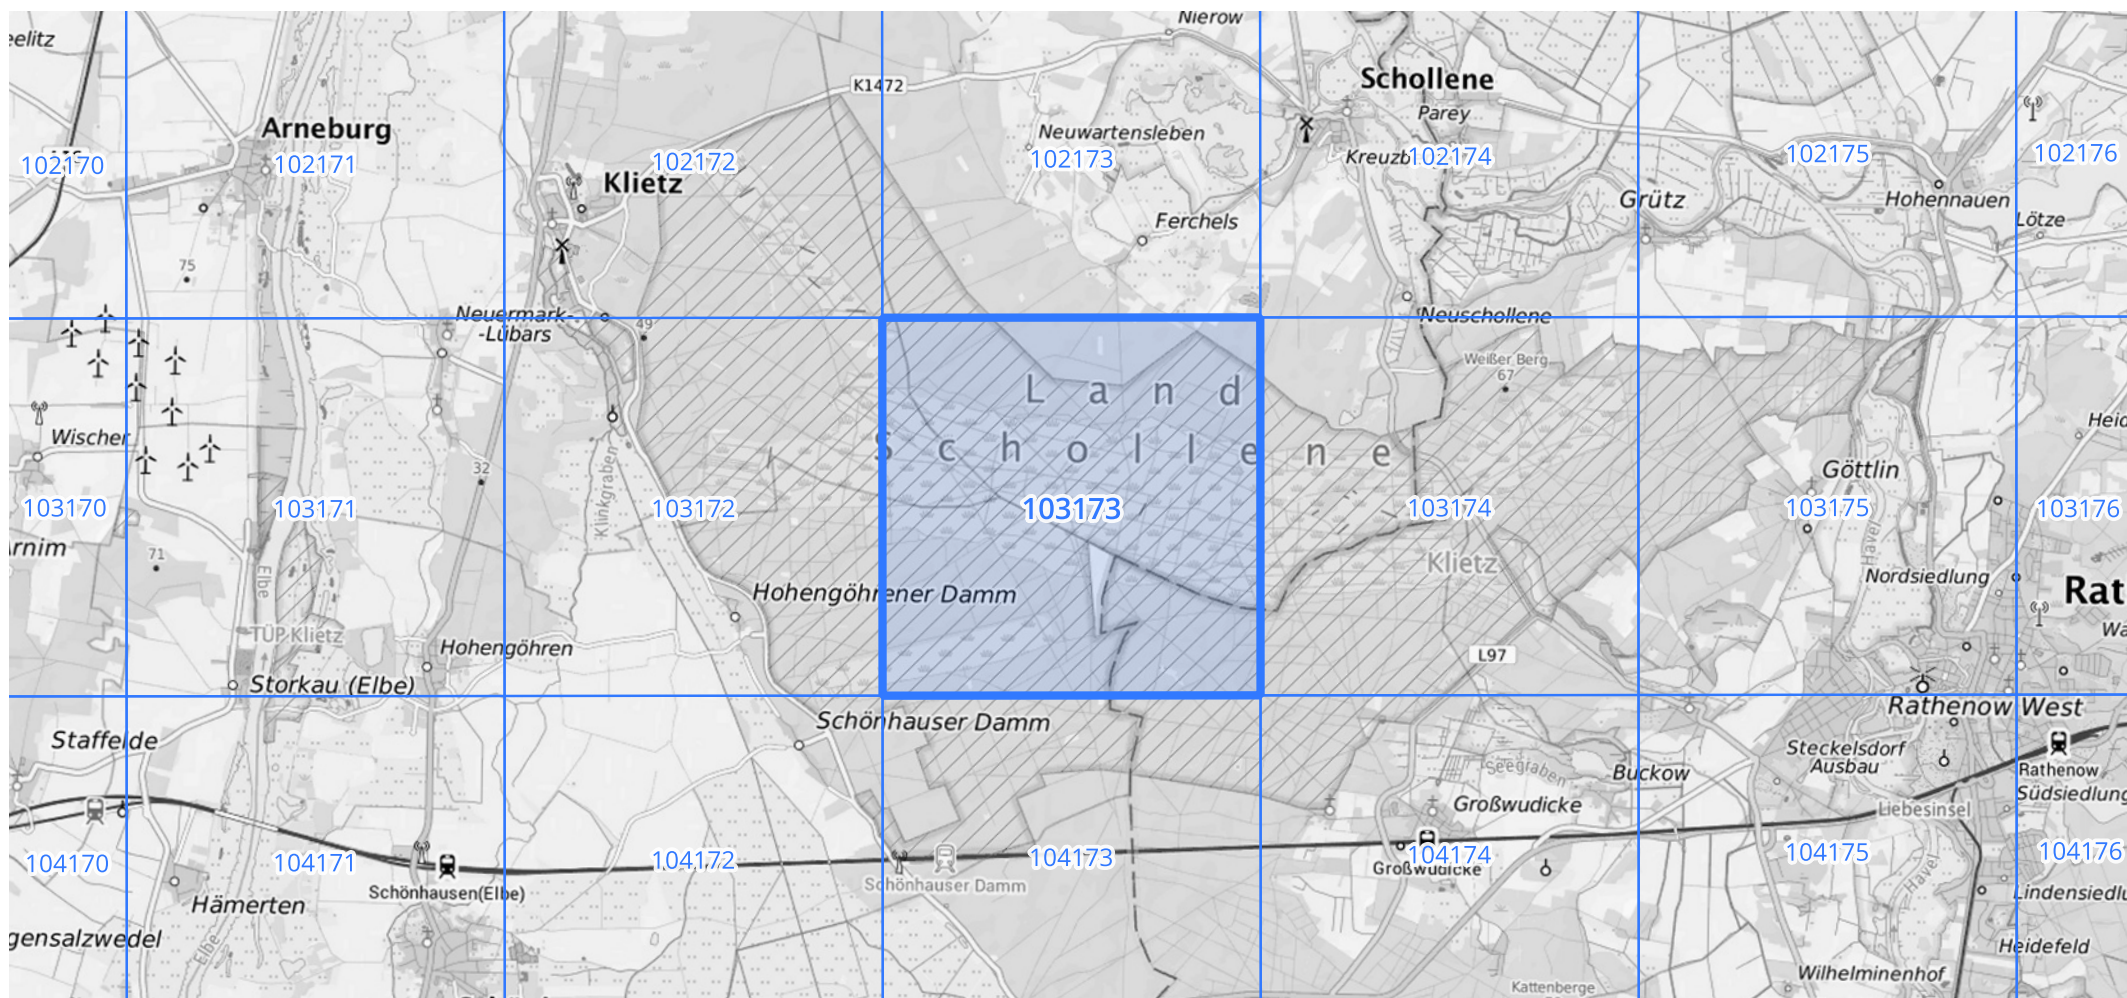 Nierow
eelitz
Schollene
K1472
Parey
Arneburg
Neuwartensleben
102170
102171
102172
102173
Kreuzb
102174
102175
102176
Klietz
Grütz
Hohennauen
Ferchels
Lötze
75
Neuermark-
-Lübars
49
Neuschollene
Weißer Berg
67
Land
Wischer
Schollene
Heid
32
Göttlin
Klinkgraben
103170
103171
103172
103173
103174
103175
103176
rnim
71
Havel
Klietz
Elbe
Nordsiedlung
Rat
Hohengöhrener Damm
TÜP Klietz
Wa
Hohengöhren
L97
Storkau (Elbe)
Rathenow West
Schönhauser Damm
Staffelde
Steckelsdorf
Ausbau
Seegraben
Buckow
Rathenow
Südsiedlung
Großwudicke
Liebesinsel
104170
104171
104172
104173
104174
104175
104176
Großwudicke
Schönhauser Damm
Schönhausen(Elbe)
Havel
Lindensiedlu
Hämerten
gensalzwedel
Elbe
Heidefeld
Wilhelminenhof
Kattenberge